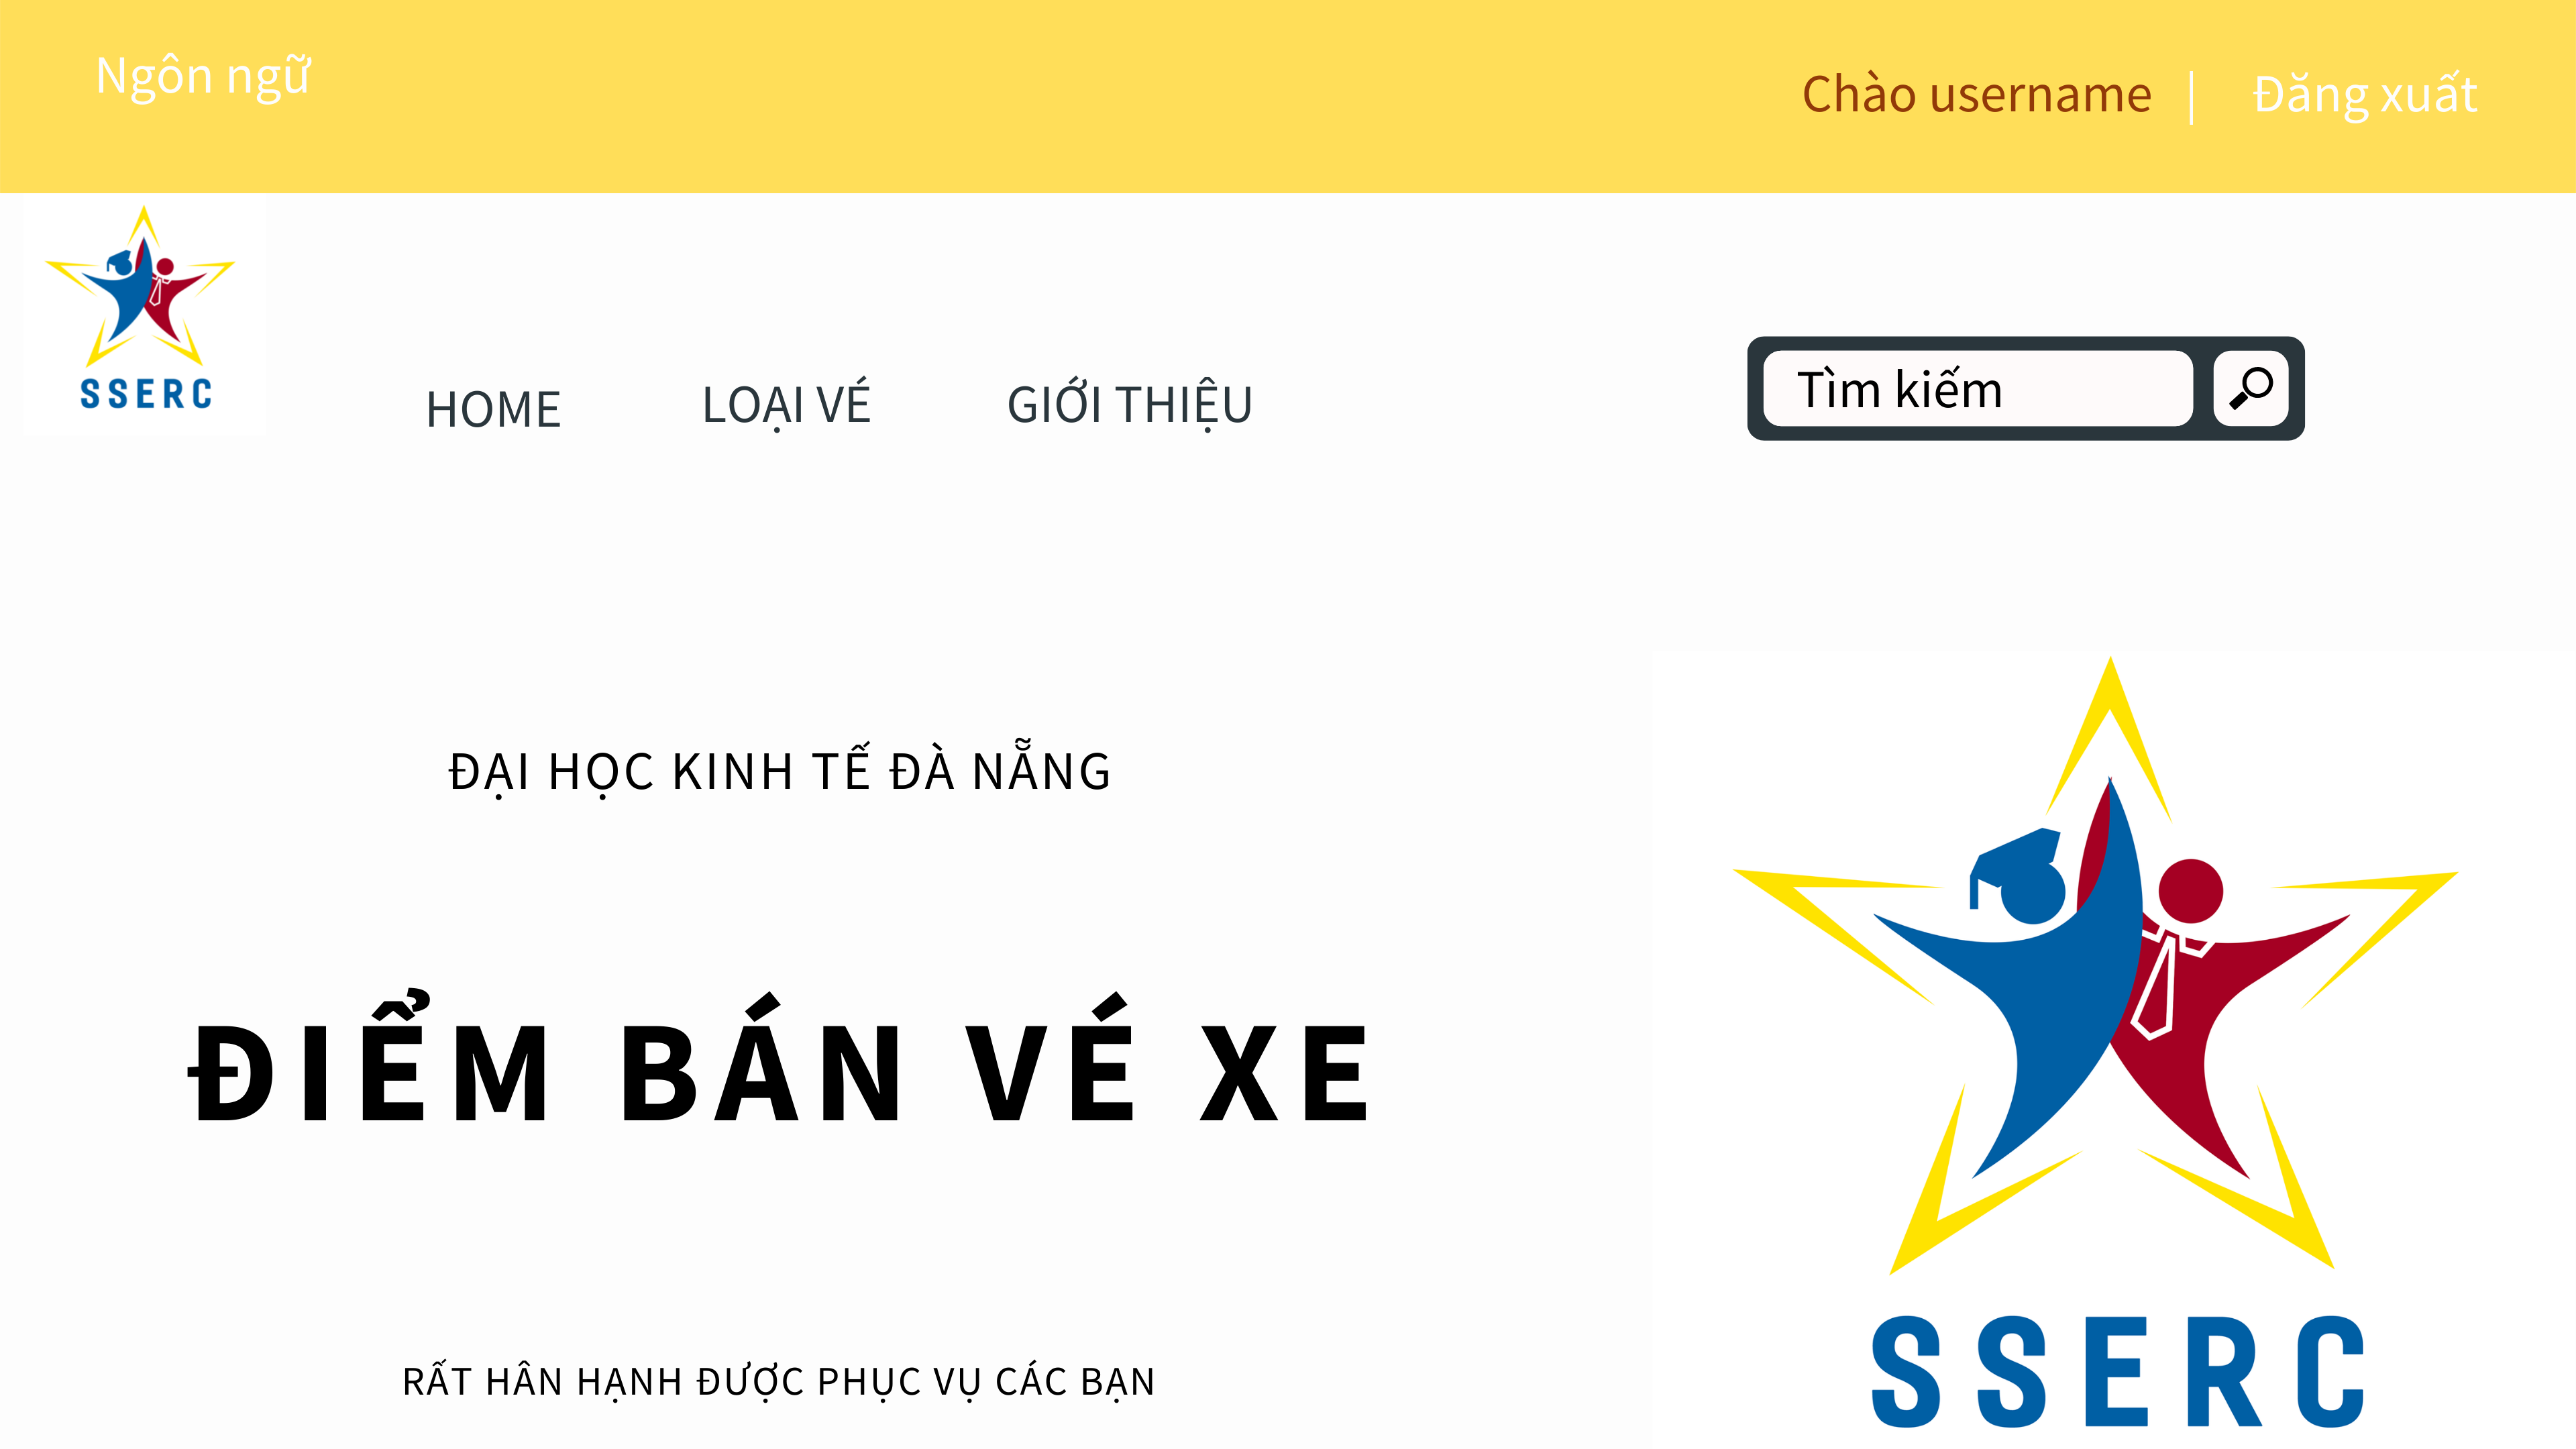 Ngôn ngữ
Chào username | Đăng xuất
SSERC
HOME
LOẠI VÉ
GIỚI THIỆU
Tìm kiếm
ĐẠI HỌC KINH TẾ ĐÀ NẴNG
ĐIỂM BÁN VÉ XE
RẤT HÂN HẠNH ĐƯỢC PHỤC VỤ CÁC BẠN
SSERC